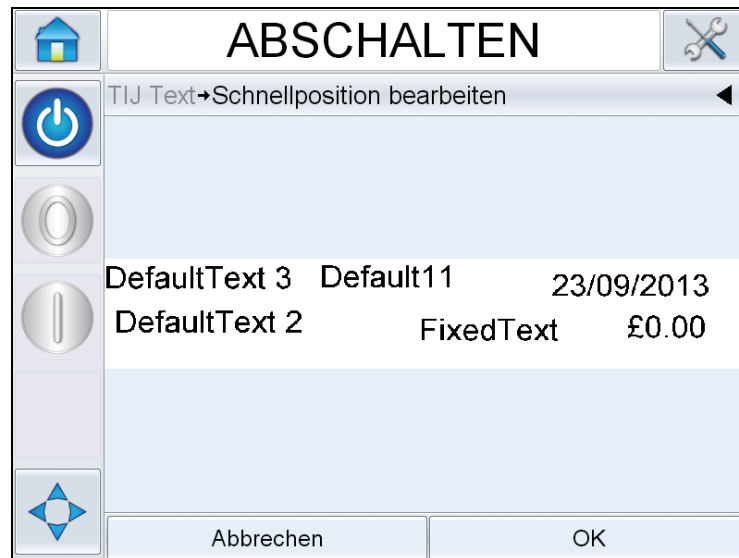 ABSCHALTEN
TIJ Text→Schnellposition bearbeiten
DefaultText 3 Default11 23/09/2013
DefaultText 2 FixedText £0.00
Abbrechen OK